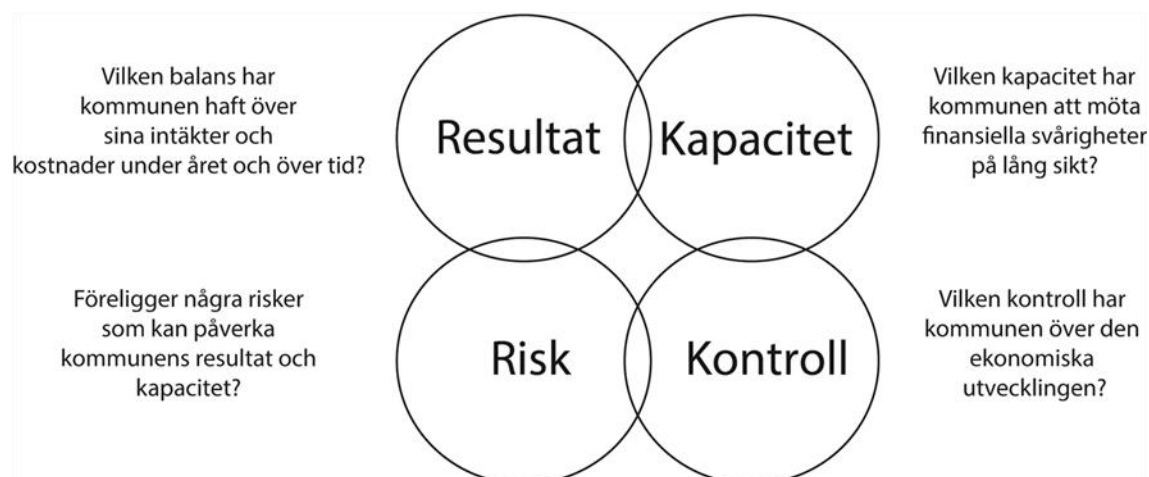 Vilken balans har
kommunen haft över
sina intäkter och
kostnader under året och över tid?
Resultat
Kapacitet
Vilken kapacitet har
kommunen att möta
finansiella svårigheter
på lång sikt?
Föreligger några risker
som kan påverka
kommunens resultat och
kapacitet?
Risk
Kontroll
Vilken kontroll har
kommunen över den
ekonomiska
utvecklingen?